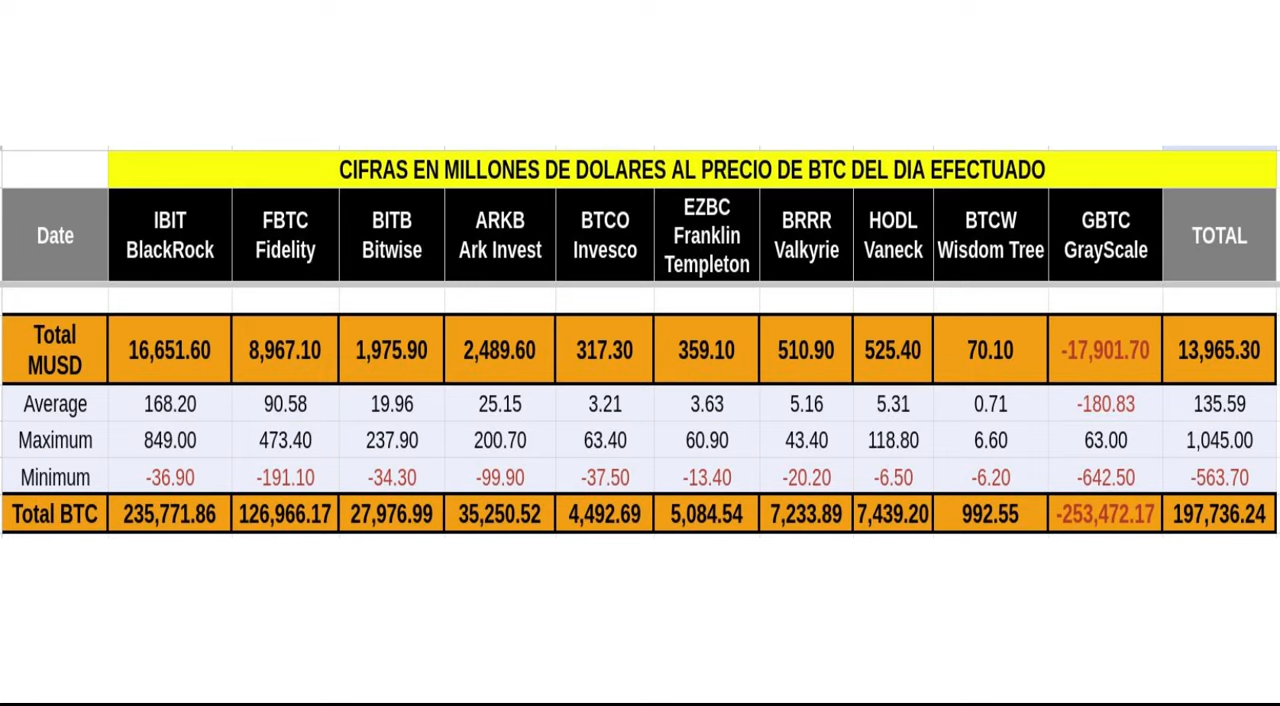 CIFRAS EN MILLONES DE DOLARES AL PRECIO DE BTC DEL DIA EFECTUADO
Date IBIT BlackRock FBTC Fidelity BITB Bitwise ARKB Ark Invest BTCO Invesco EZBC Franklin Templeton BRRR Valkyrie HODL Vaneck BTCW Wisdom Tree GBTC GrayScale TOTAL
Total MUSD 16,651.60 8,967.10 1,975.90 2,489.60 317.30 359.10 510.90 525.40 70.10 -17,901.70 13,965.30
Average 168.20 90.58 19.96 25.15 3.21 3.63 5.16 5.31 0.71 -180.83 135.59
Maximum 849.00 473.40 237.90 200.70 63.40 60.90 43.40 118.80 6.60 63.00 1,045.00
Minimum -36.90 -191.10 -34.30 -99.90 -37.50 -13.40 -20.20 -6.50 -6.20 -642.50 -563.70
Total BTC 235,771.86 126,966.17 27,976.99 35,250.52 4,492.69 5,084.54 7,233.89 7,439.20 992.55 -253,472.17 197,736.24